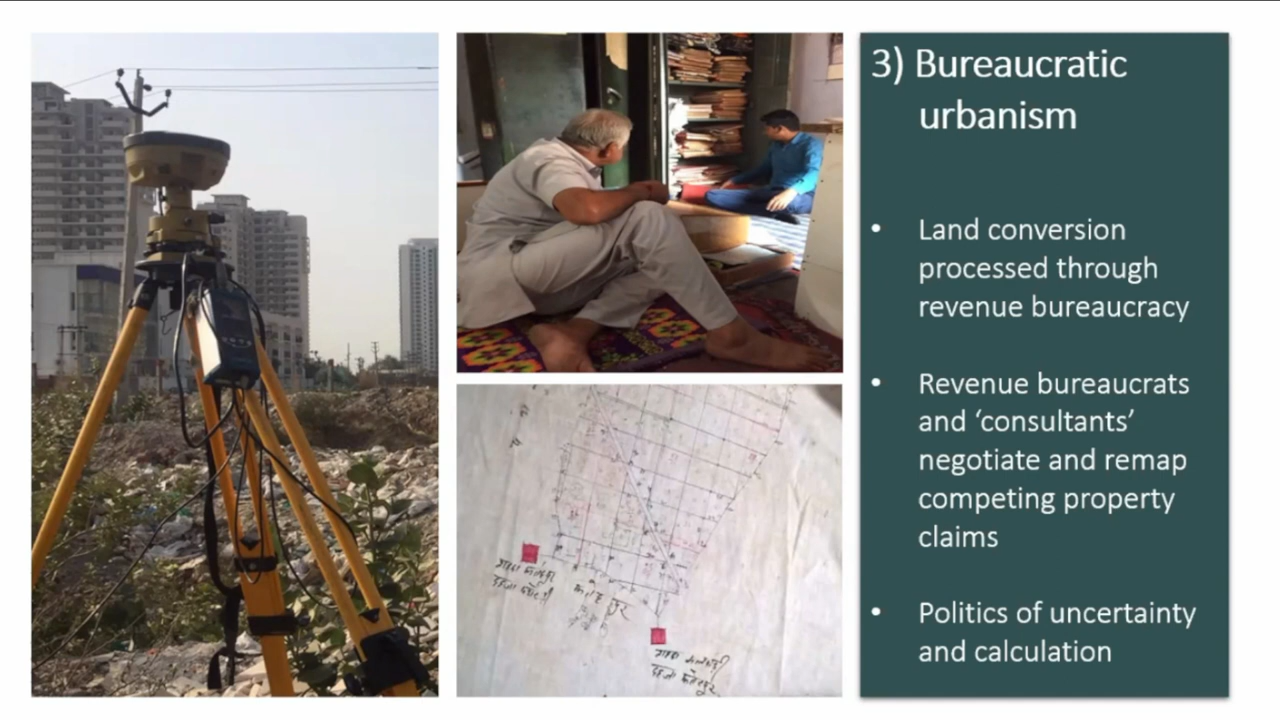 3) Bureaucratic
urbanism
• Land conversion
processed through
revenue bureaucracy
• Revenue bureaucrats
and ‘consultants’
negotiate and remap
competing property
claims
• Politics of uncertainty
and calculation